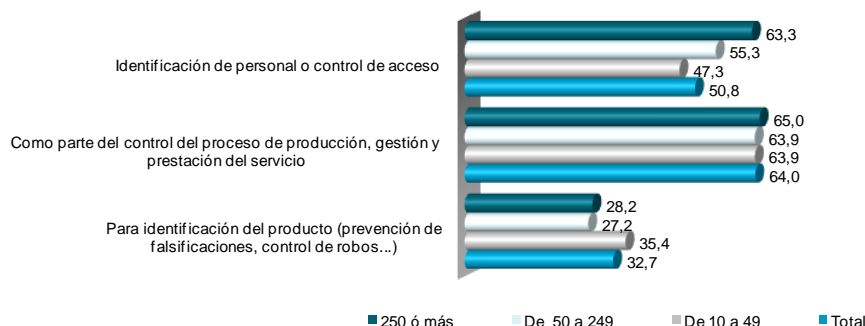 63,3
55,3
Identificación de personal o control de acceso
47,3
50,8
65,0
Como parte del control del proceso de producción, gestión y
prestación del servicio
63,9
63,9
64,0
28,2
Para identificación del producto (prevención de
falsificaciones, control de robos...)
27,2
35,4
32,7
250 ó más De 50 a 249 De 10 a 49 Total